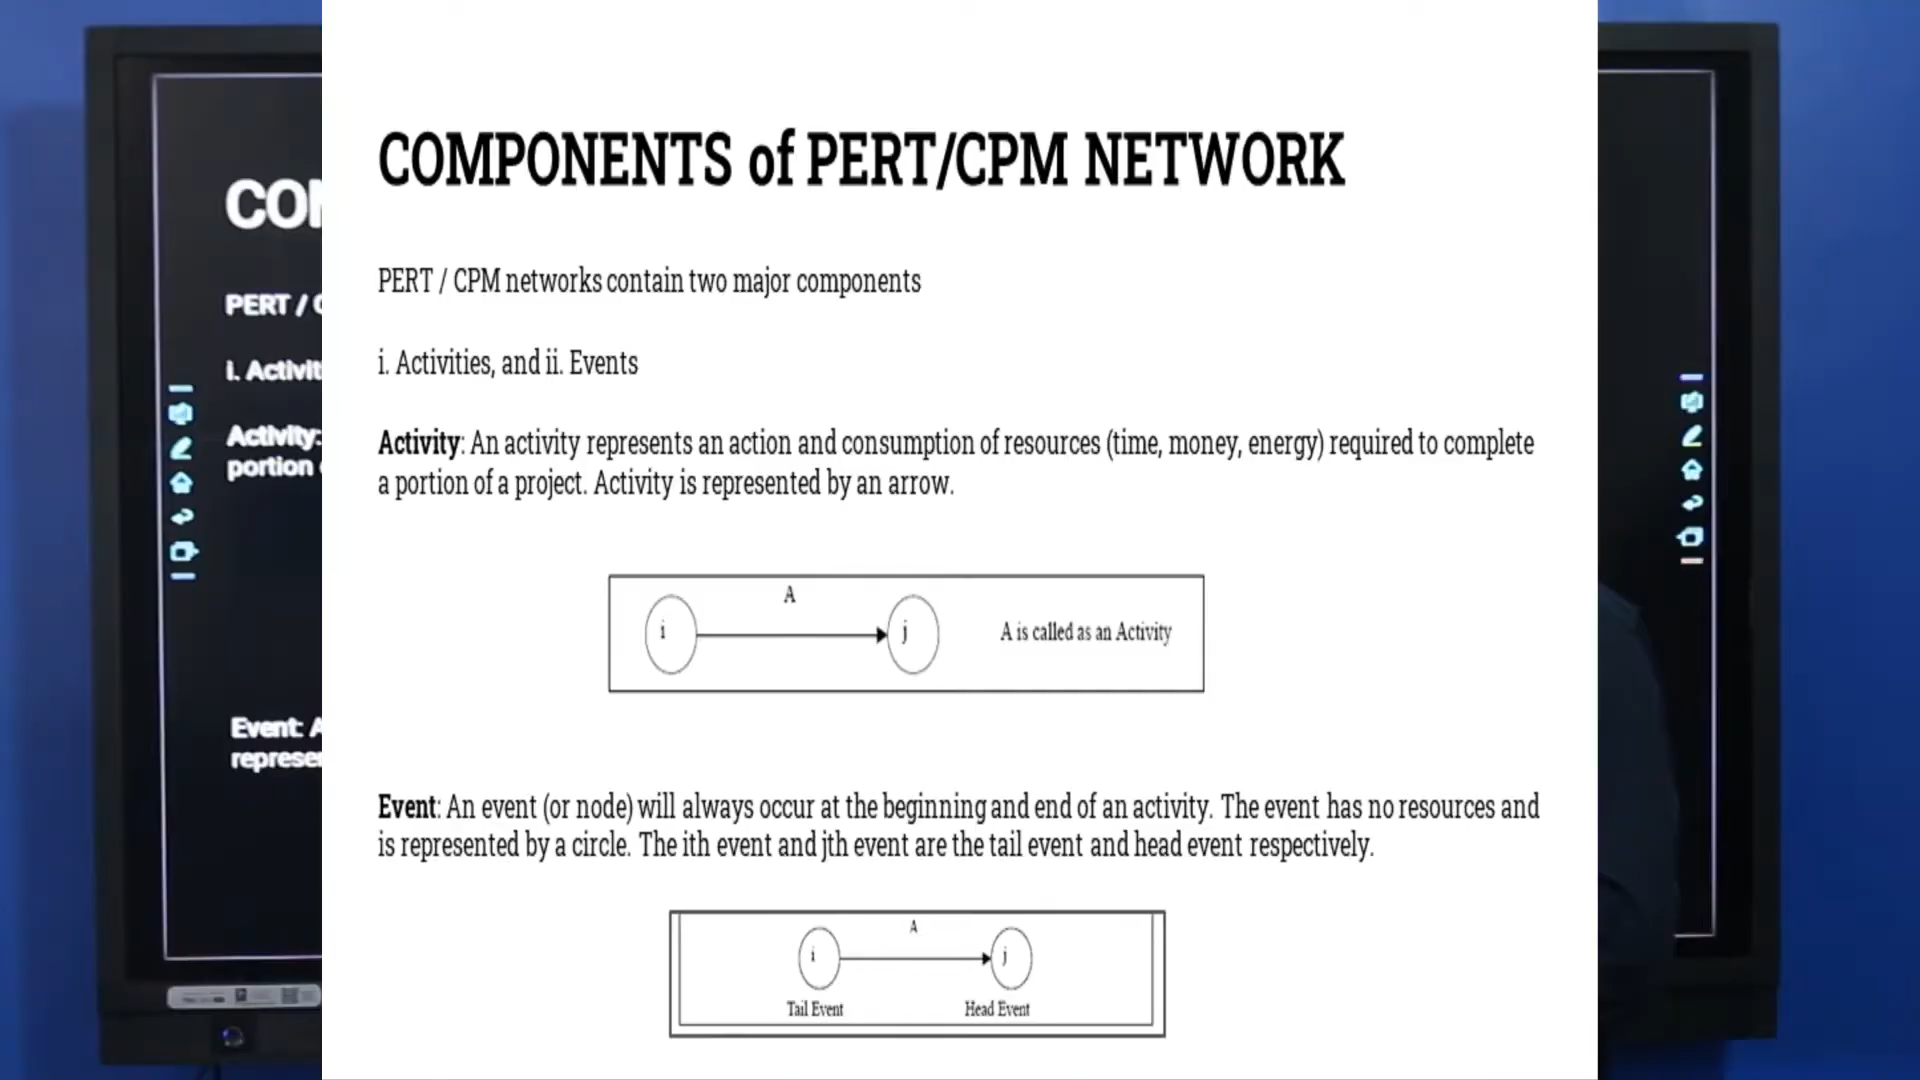 COMPONENTS of PERT/CPM NETWORK
PERT / CPM networks contain two major components
i. Activities, and ii. Events
Activity: An activity represents an action and consumption of resources (time, money, energy) required to complete
a portion of a project. Activity is represented by an arrow.
A
i
j
A is called as an Activity
Event: An event (or node) will always occur at the beginning and end of an activity. The event has no resources and
is represented by a circle. The ith event and jth event are the tail event and head event respectively.
A
i
j
Tail Event
Head Event
PERT /
i.
Activity:
portion
Event: A